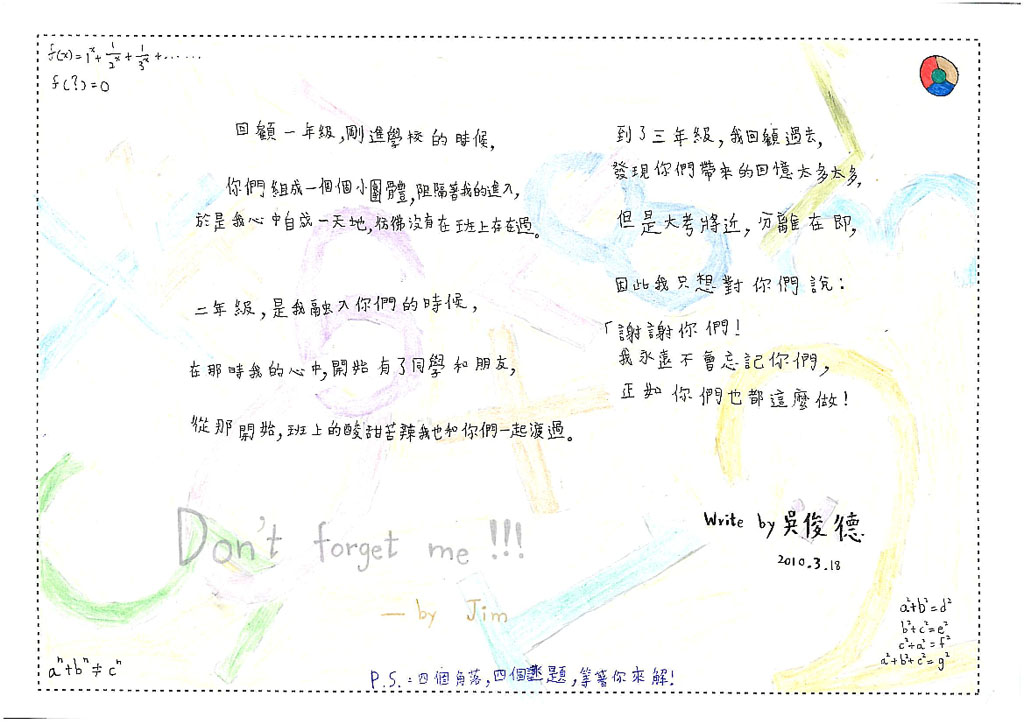 f(x)=1ˣ+1/2ˣ+1/3ˣ+......
f(?)=0
回顧一年級,剛進學校的時候,
你們組成一個個小團體,阻隔著我的進入,
於是我心中自成一天地,彷彿沒有在班上存在過。
二年級,是我融入你們的時候,
在那時我的心中,開始有了同學和朋友,
從那開始,班上的酸甜苦辣我也和你們一起渡過。
到了三年級,我回顧過去,
發現你們帶來的回憶太多太多,
但是大考將近,分離在即,
因此我只想對你們說:
「謝謝你們!
我永遠不會忘記你們,
正如你們也都這麼做!
Write by 吳俊德
2010.3.18
Don't forget me !!!
— by Jim
a²+b²=d²
b²+c²=e²
c²+a²=f²
a²+b²+c²=g²
aⁿ+bⁿ≠cⁿ
P.S.:四個角落,四個謎題,等著你來解!